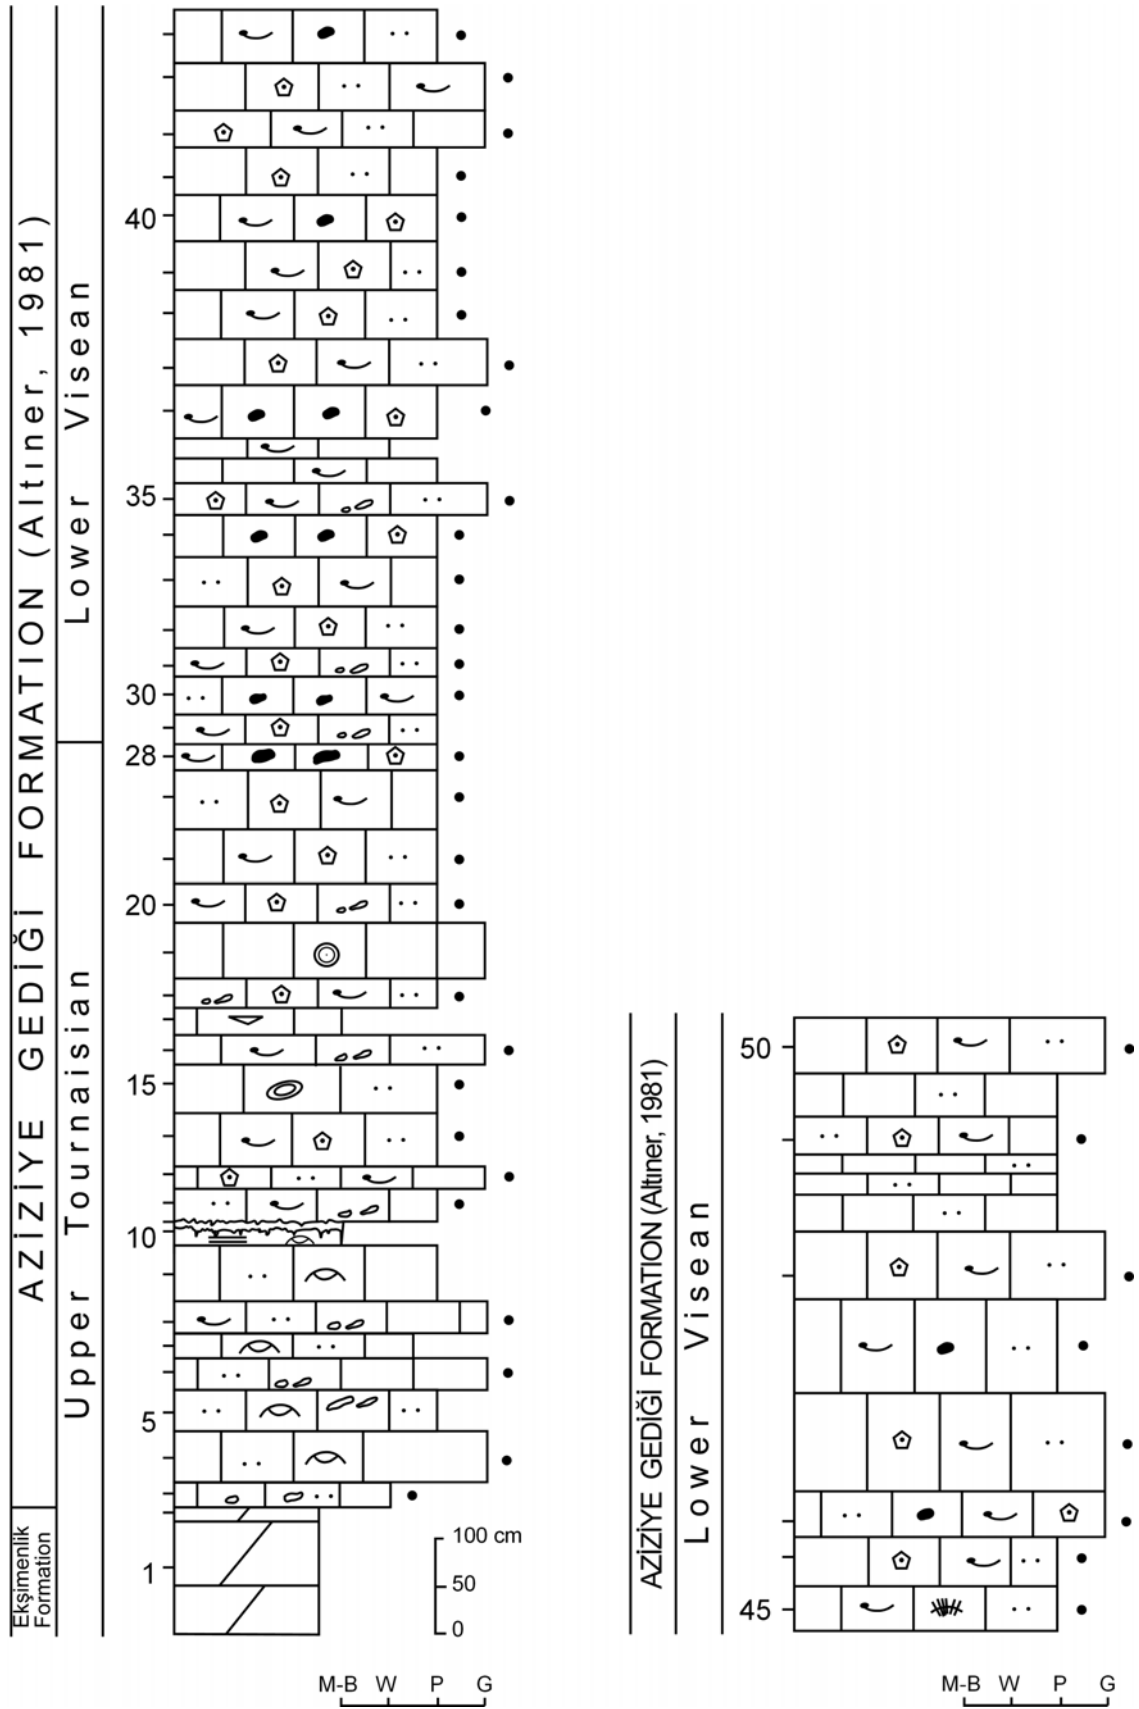 AZİZİYE GEDİĞİ FORMATION (Altıner, 1981)
Ekşimenlik
Formation
Lower Visean
Upper Tournaisian
40
35
30
28
20
15
10
5
1
100 cm
50
0
M-B W P G
AZİZİYE GEDİĞİ FORMATION (Altıner, 1981)
Lower Visean
50
45
M-B W P G